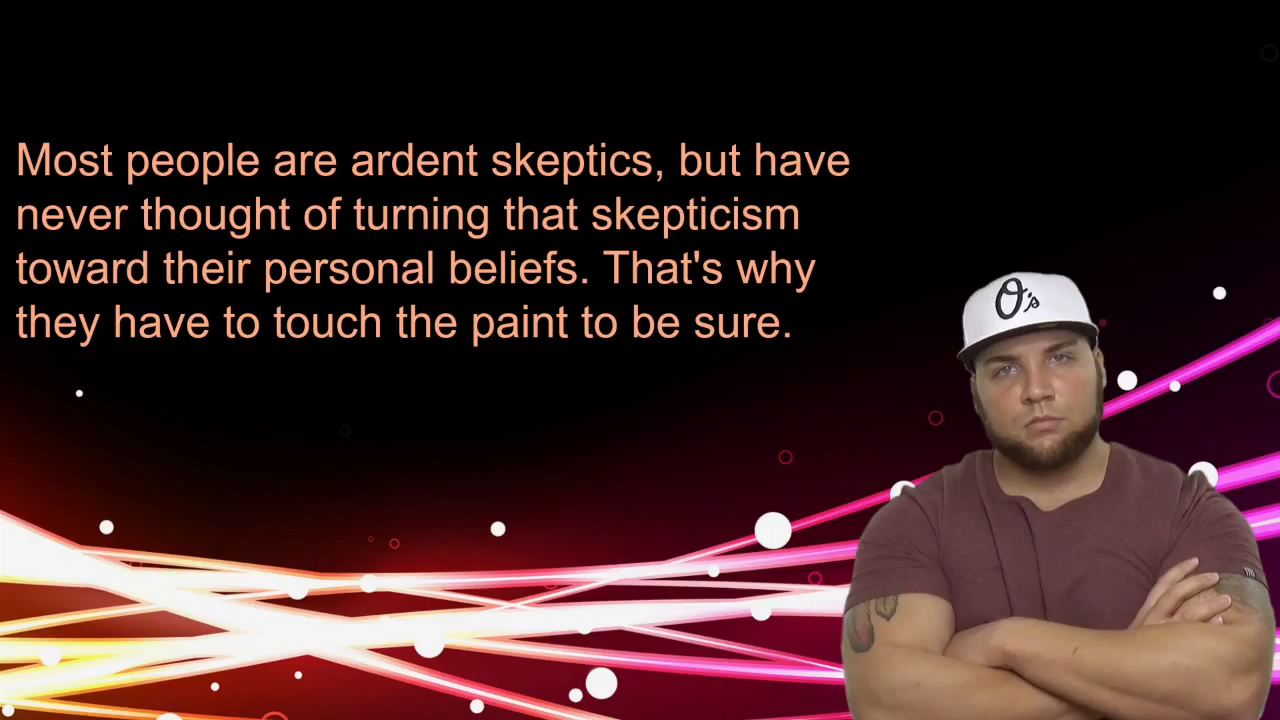 Most people are ardent skeptics, but have
never thought of turning that skepticism
toward their personal beliefs. That's why
they have to touch the paint to be sure.
O's